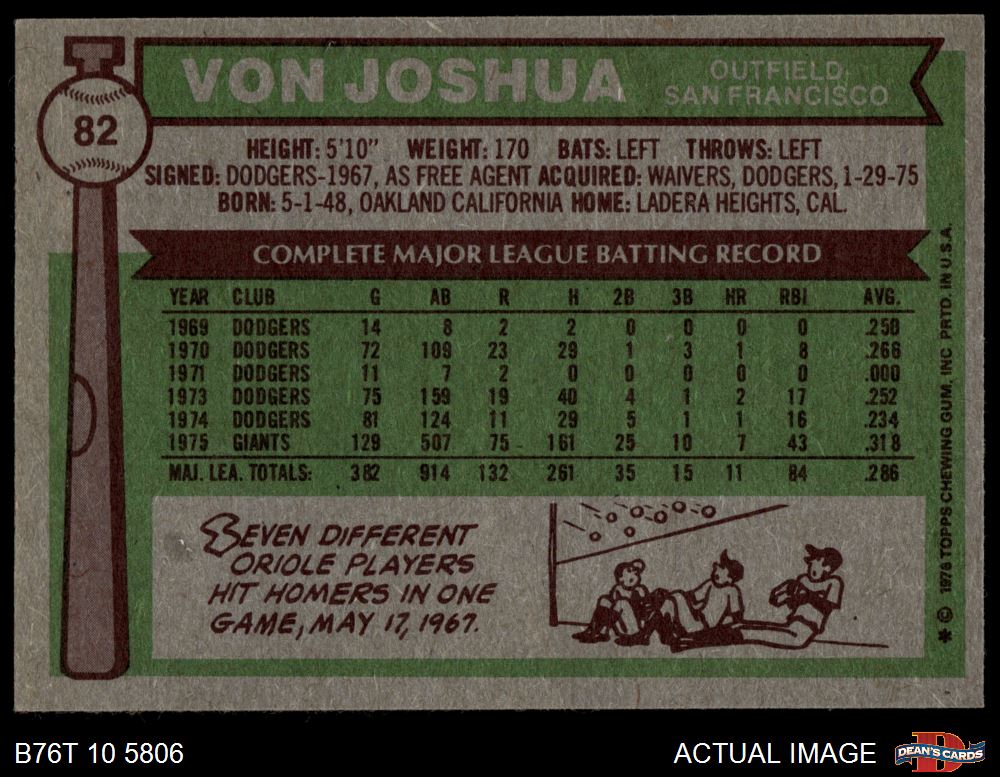 VON JOSHUA
OUTFIELD
SAN FRANCISCO
82
HEIGHT: 5'10" WEIGHT: 170 BATS: LEFT THROWS: LEFT
SIGNED: DODGERS-1967, AS FREE AGENT ACQUIRED: WAIVERS, DODGERS, 1-29-75
BORN: 5-1-48, OAKLAND CALIFORNIA HOME: LADERA HEIGHTS, CAL.
COMPLETE MAJOR LEAGUE BATTING RECORD
YEAR CLUB G AB R H 2B 3B HR RBI AVG.
1969 DODGERS 14 8 2 2 0 0 0 0 .250
1970 DODGERS 72 109 23 29 1 3 1 8 .266
1971 DODGERS 11 7 2 0 0 0 0 0 .000
1973 DODGERS 75 159 19 40 4 1 2 17 .252
1974 DODGERS 81 124 11 29 5 1 1 16 .234
1975 GIANTS 129 507 75 161 25 10 7 43 .318
MAJ. LEA. TOTALS: 382 914 132 261 35 15 11 84 .286
SEVEN DIFFERENT
ORIOLE PLAYERS
HIT HOMERS IN ONE
GAME, MAY 17, 1967.
* © 1976 TOPPS CHEWING GUM, INC PRTD. IN U.S.A.
B76T 10 5806
ACTUAL IMAGE
DEAN'S CARDS